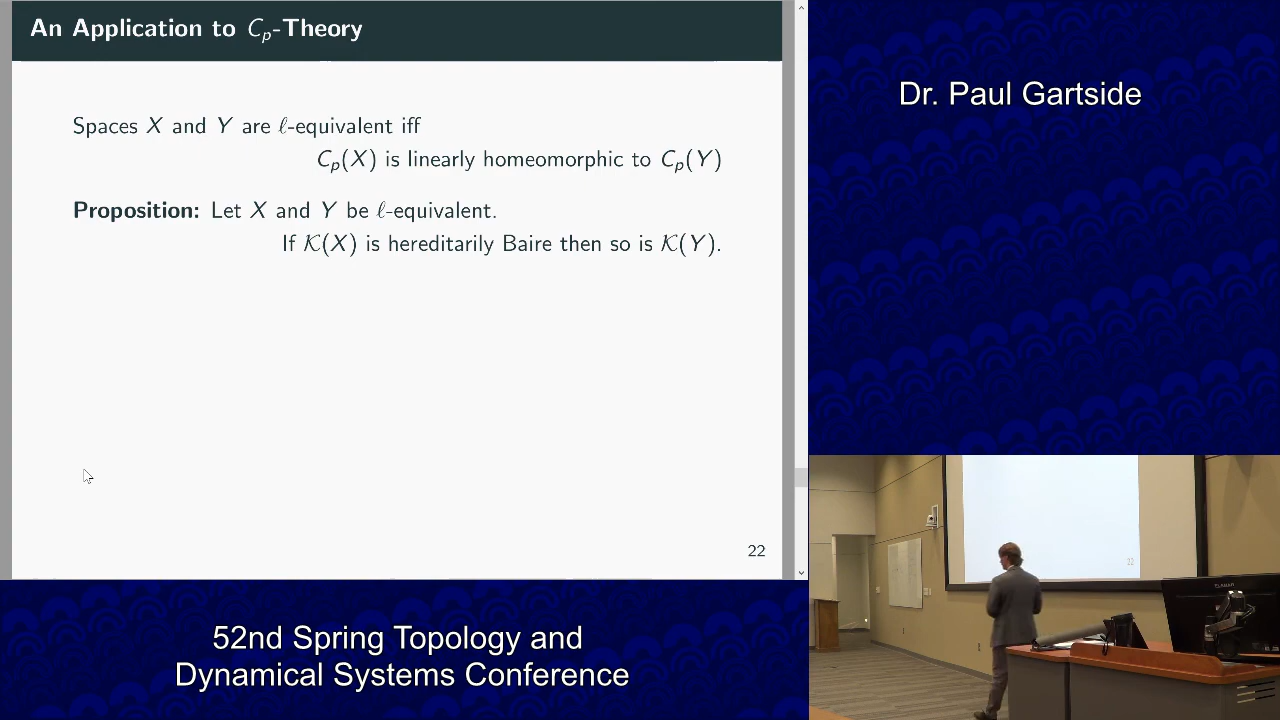 An Application to Cₚ-Theory
Spaces X and Y are ℓ-equivalent iff
Cₚ(X) is linearly homeomorphic to Cₚ(Y)
Proposition: Let X and Y be ℓ-equivalent.
If 𝒦(X) is hereditarily Baire then so is 𝒦(Y).
22
Dr. Paul Gartside
52nd Spring Topology and
Dynamical Systems Conference